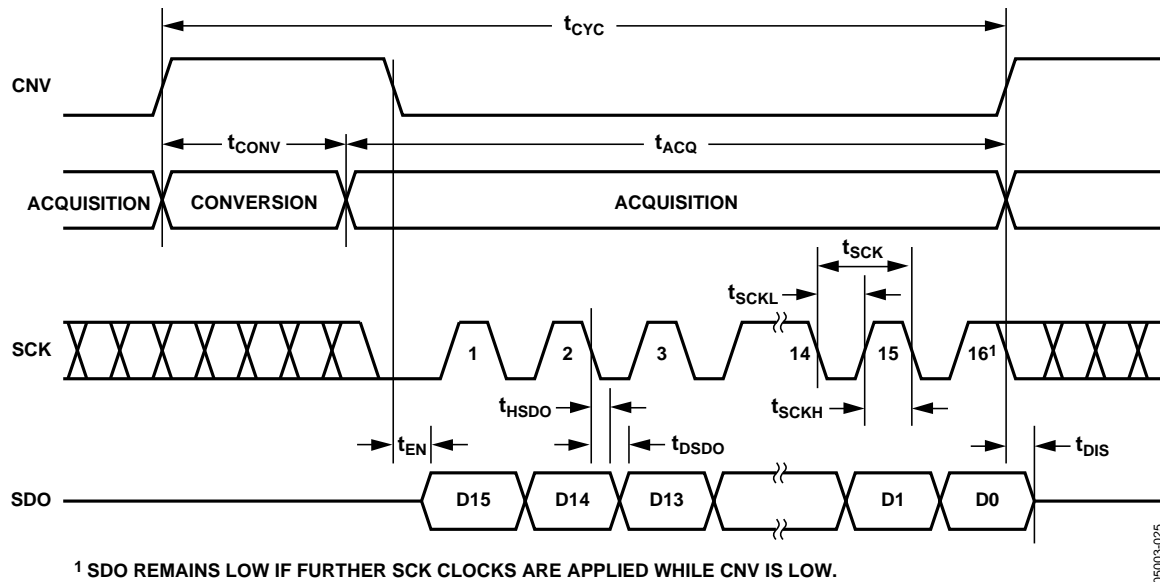 tCYC
CNV
tCONV
tACQ
ACQUISITION
CONVERSION
ACQUISITION
tSCK
tSCKL
SCK
1
2
3
14
15
16¹
tHSDO
tSCKH
tEN
tDSDO
tDIS
SDO
D15
D14
D13
D1
D0
¹ SDO REMAINS LOW IF FURTHER SCK CLOCKS ARE APPLIED WHILE CNV IS LOW.
05003-025